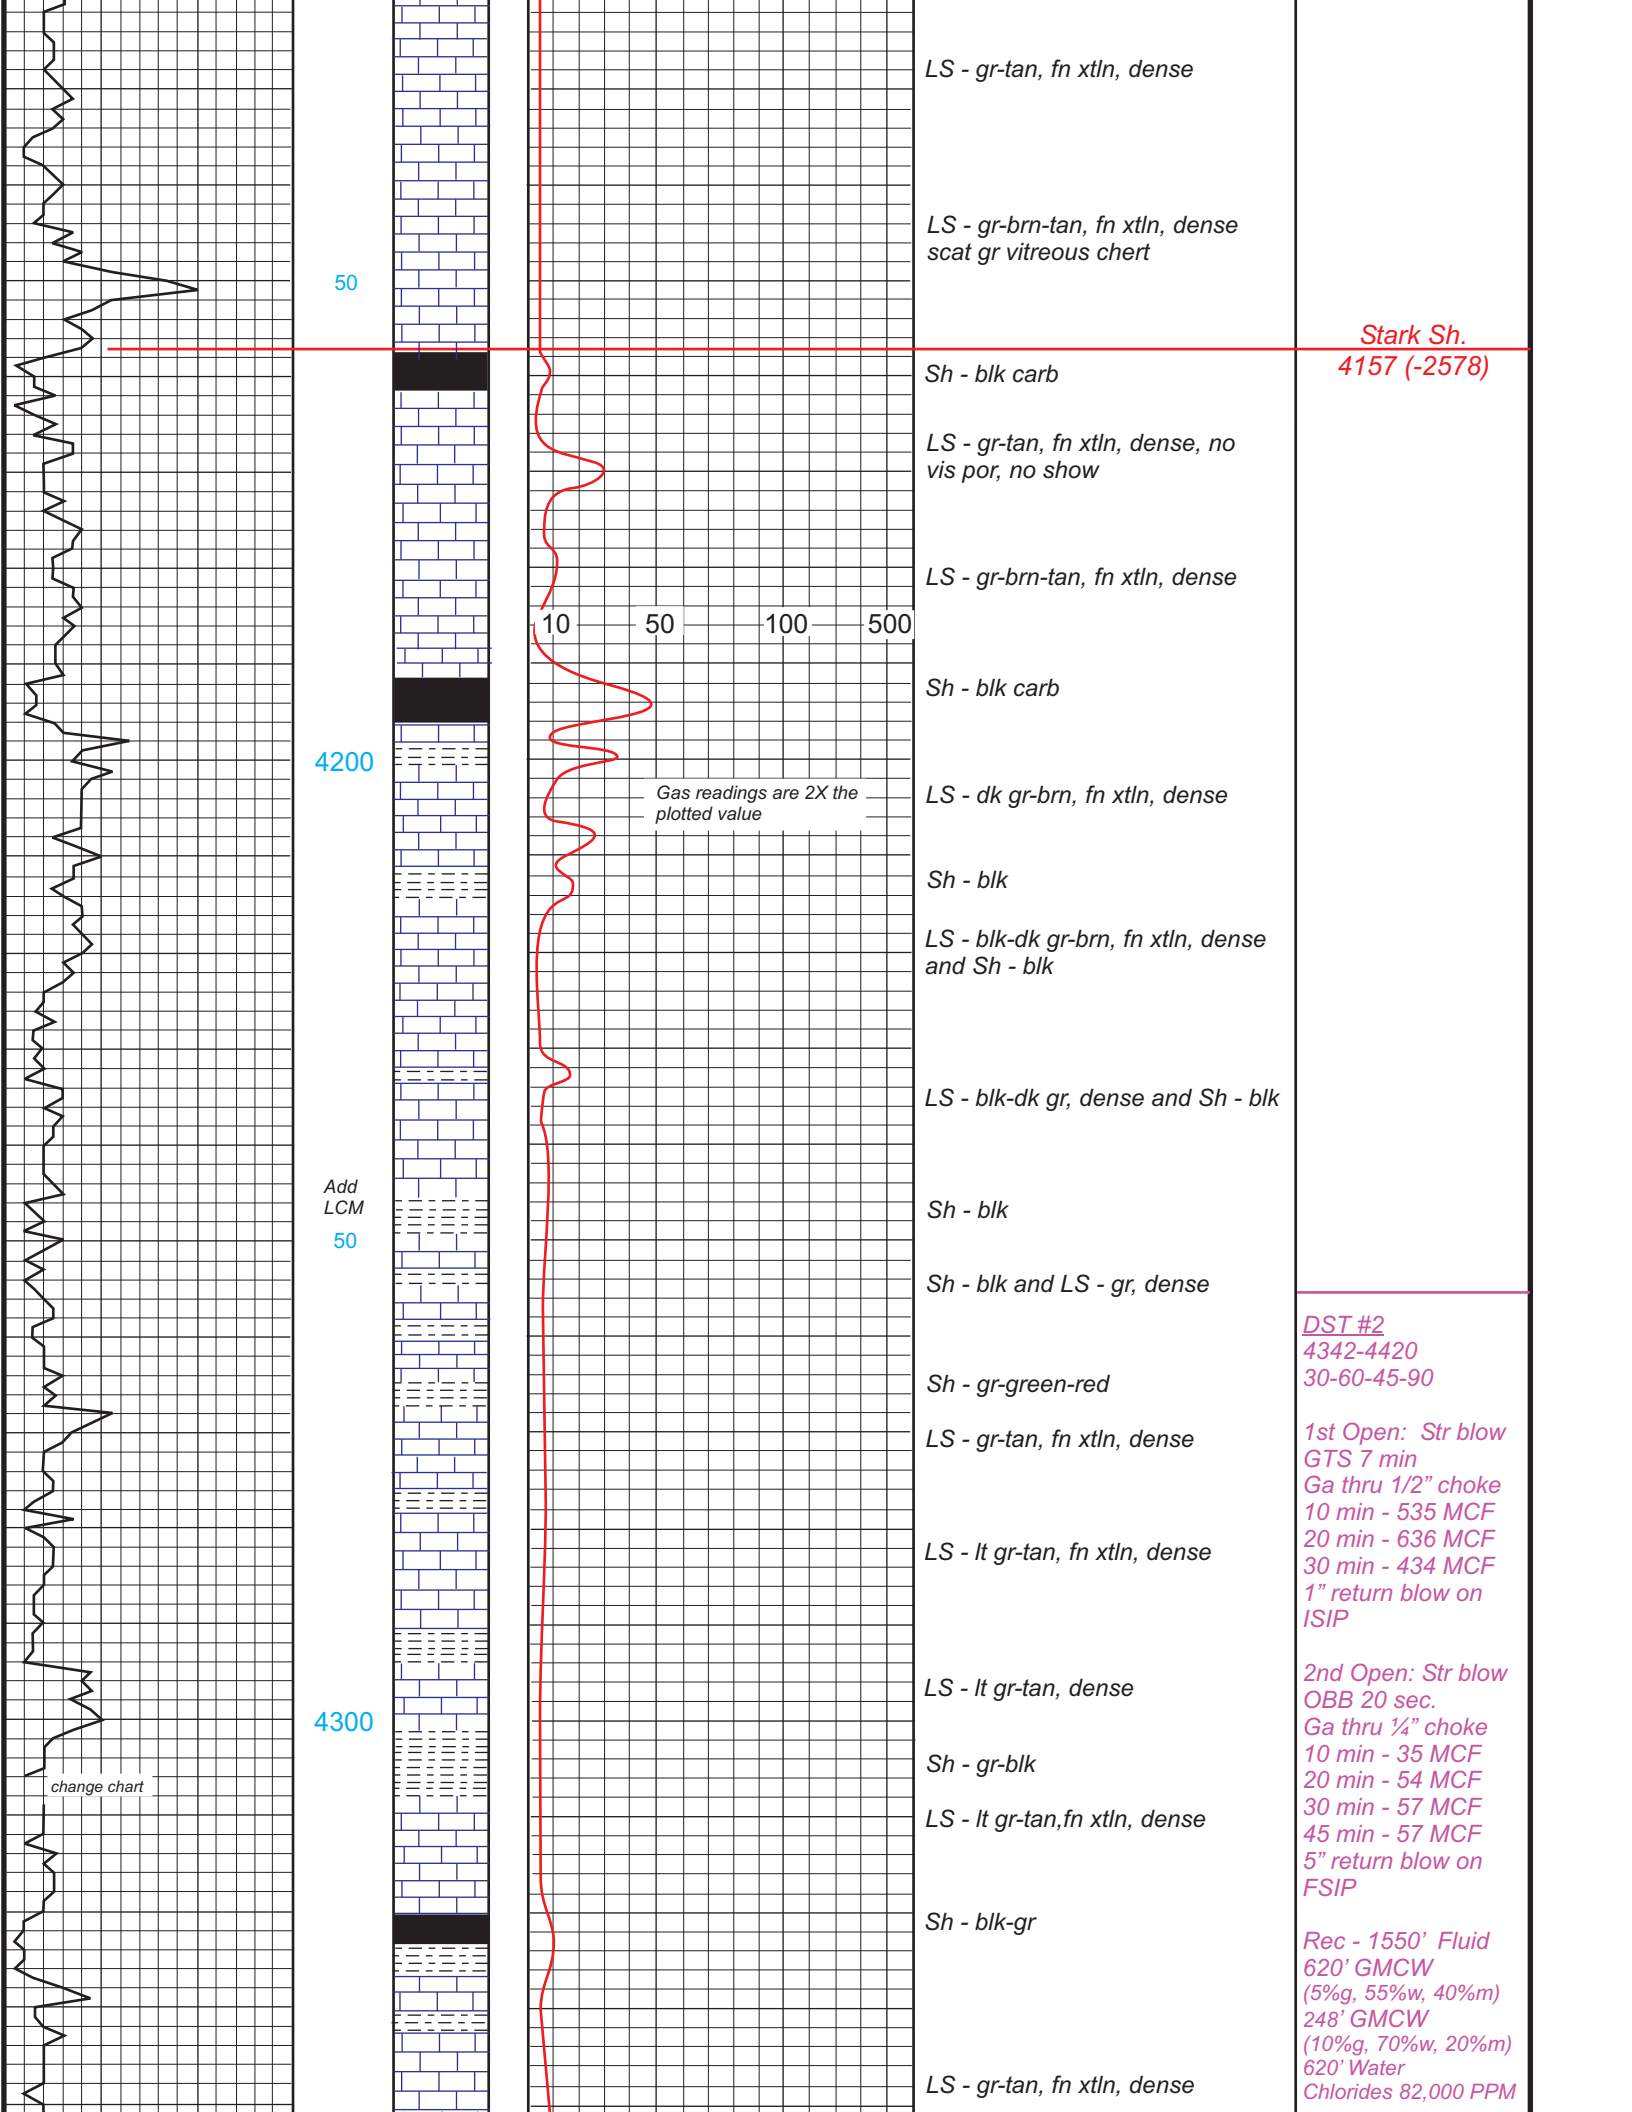 LS - gr-tan, fn xtln, dense
LS - gr-brn-tan, fn xtln, dense
scat gr vitreous chert
50
Stark Sh.
4157 (-2578)
Sh - blk carb
LS - gr-tan, fn xtln, dense, no
vis por, no show
LS - gr-brn-tan, fn xtln, dense
10 50 100 500
Sh - blk carb
4200
Gas readings are 2X the
plotted value
LS - dk gr-brn, fn xtln, dense
Sh - blk
LS - blk-dk gr-brn, fn xtln, dense
and Sh - blk
LS - blk-dk gr, dense and Sh - blk
Add
LCM
50
Sh - blk
Sh - blk and LS - gr, dense
Sh - gr-green-red
LS - gr-tan, fn xtln, dense
LS - lt gr-tan, fn xtln, dense
LS - lt gr-tan, dense
4300
Sh - gr-blk
change chart
LS - lt gr-tan,fn xtln, dense
Sh - blk-gr
LS - gr-tan, fn xtln, dense
DST #2
4342-4420
30-60-45-90
1st Open: Str blow
GTS 7 min
Ga thru 1/2” choke
10 min - 535 MCF
20 min - 636 MCF
30 min - 434 MCF
1” return blow on
ISIP
2nd Open: Str blow
OBB 20 sec.
Ga thru ¼” choke
10 min - 35 MCF
20 min - 54 MCF
30 min - 57 MCF
45 min - 57 MCF
5” return blow on
FSIP
Rec - 1550’ Fluid
620’ GMCW
(5%g, 55%w, 40%m)
248’ GMCW
(10%g, 70%w, 20%m)
620’ Water
Chlorides 82,000 PPM